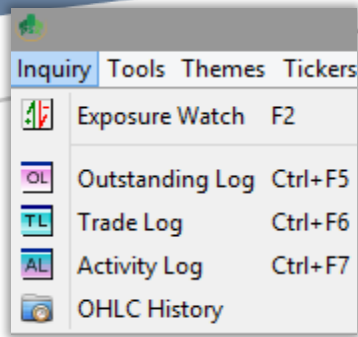 Inquiry Tools Themes Tickers
Exposure Watch F2
OL Outstanding Log Ctrl+F5
TL Trade Log Ctrl+F6
AL Activity Log Ctrl+F7
OHLC History